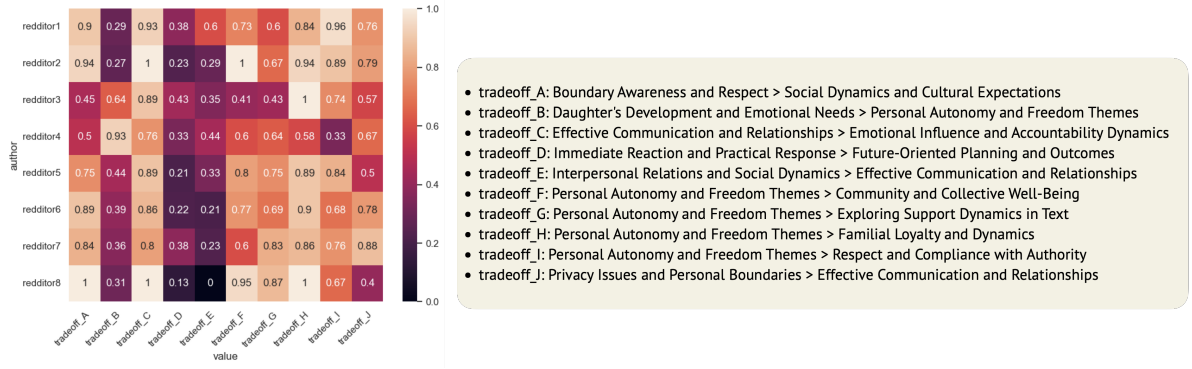 redditor1 0.9 0.29 0.93 0.38 0.6 0.73 0.6 0.84 0.96 0.76
redditor2 0.94 0.27 1 0.23 0.29 1 0.67 0.94 0.89 0.79
redditor3 0.45 0.64 0.89 0.43 0.35 0.41 0.43 1 0.74 0.57
redditor4 0.5 0.93 0.76 0.33 0.44 0.6 0.64 0.58 0.33 0.67
redditor5 0.75 0.44 0.89 0.21 0.33 0.8 0.75 0.89 0.84 0.5
redditor6 0.89 0.39 0.86 0.22 0.21 0.77 0.69 0.9 0.68 0.78
redditor7 0.84 0.36 0.8 0.38 0.23 0.6 0.83 0.86 0.76 0.88
redditor8 1 0.31 1 0.13 0 0.95 0.87 1 0.67 0.4
author
tradeoff_A tradeoff_B tradeoff_C tradeoff_D tradeoff_E tradeoff_F tradeoff_G tradeoff_H tradeoff_I tradeoff_J
value
1.0
0.8
0.6
0.4
0.2
0.0
• tradeoff_A: Boundary Awareness and Respect > Social Dynamics and Cultural Expectations
• tradeoff_B: Daughter's Development and Emotional Needs > Personal Autonomy and Freedom Themes
• tradeoff_C: Effective Communication and Relationships > Emotional Influence and Accountability Dynamics
• tradeoff_D: Immediate Reaction and Practical Response > Future-Oriented Planning and Outcomes
• tradeoff_E: Interpersonal Relations and Social Dynamics > Effective Communication and Relationships
• tradeoff_F: Personal Autonomy and Freedom Themes > Community and Collective Well-Being
• tradeoff_G: Personal Autonomy and Freedom Themes > Exploring Support Dynamics in Text
• tradeoff_H: Personal Autonomy and Freedom Themes > Familial Loyalty and Dynamics
• tradeoff_I: Personal Autonomy and Freedom Themes > Respect and Compliance with Authority
• tradeoff_J: Privacy Issues and Personal Boundaries > Effective Communication and Relationships